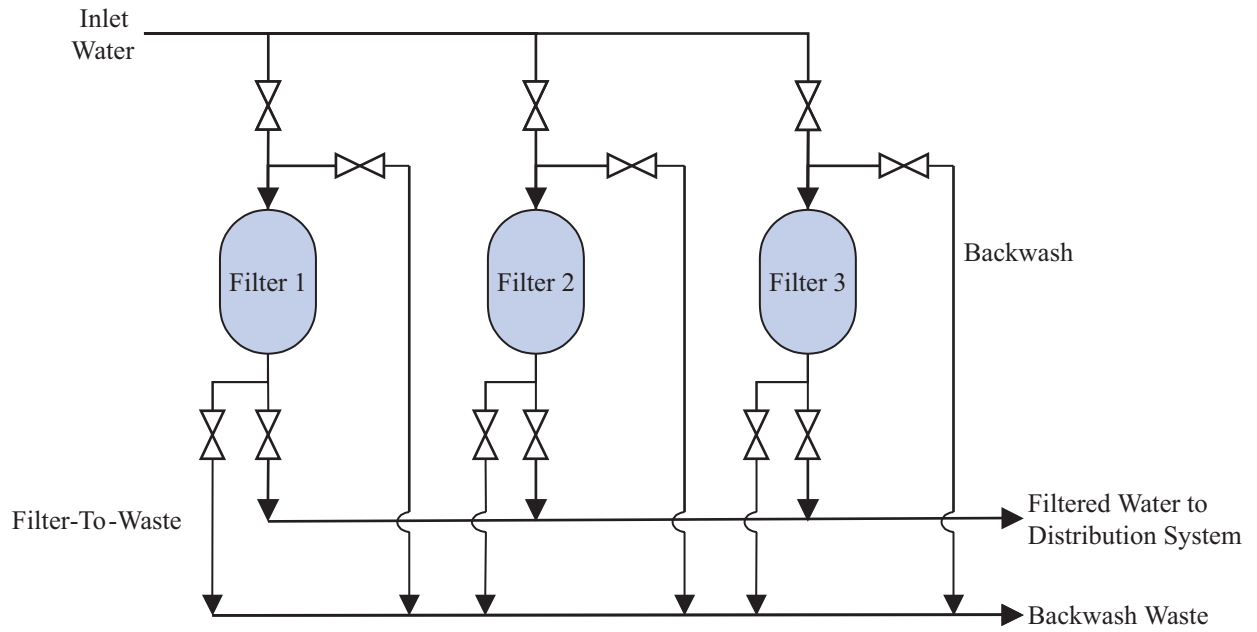 Inlet
Water
Filter 1
Filter 2
Filter 3
Backwash
Filter-To-Waste
Filtered Water to
Distribution System
Backwash Waste